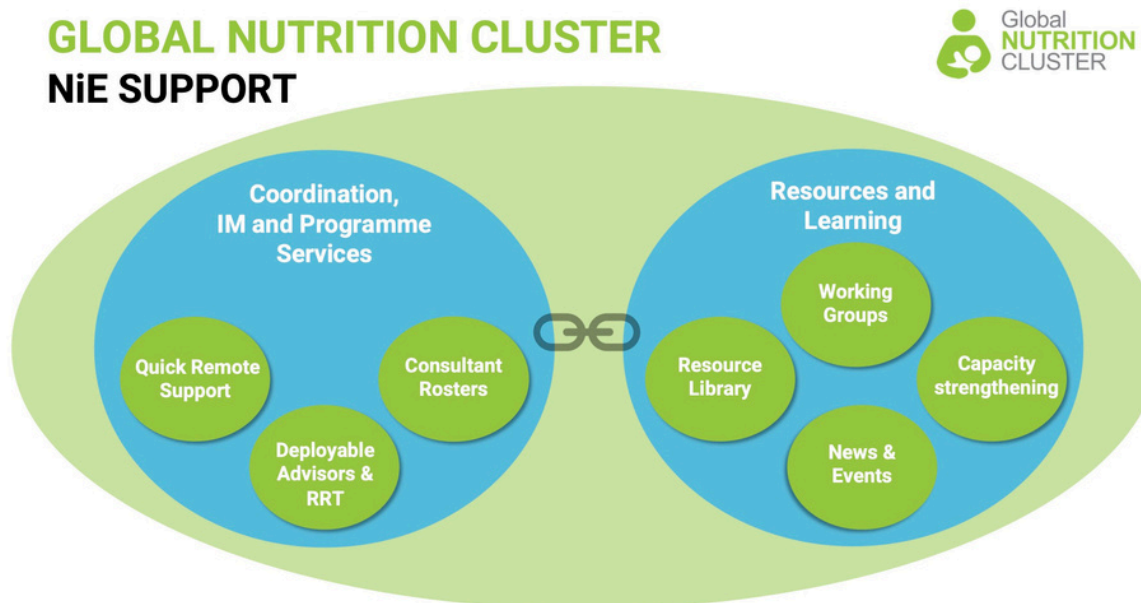 GLOBAL NUTRITION CLUSTER
NiE SUPPORT
Global
NUTRITION
CLUSTER
Coordination,
IM and Programme
Services
Quick Remote
Support
Deployable
Advisors &
RRT
Consultant
Rosters
Resources and
Learning
Working
Groups
Resource
Library
Capacity
strengthening
News &
Events